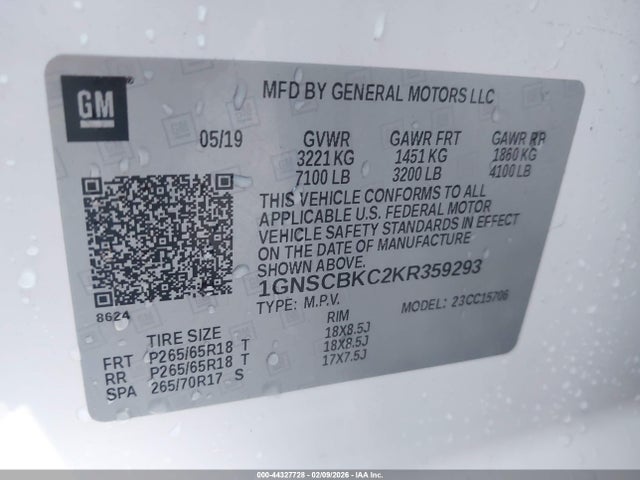 GM
MFD BY GENERAL MOTORS LLC
05/19 GVWR GAWR FRT GAWR RR
3221 KG 1451 KG 1860 KG
7100 LB 3200 LB 4100 LB
THIS VEHICLE CONFORMS TO ALL
APPLICABLE U.S. FEDERAL MOTOR
VEHICLE SAFETY STANDARDS IN EFFECT
ON THE DATE OF MANUFACTURE
SHOWN ABOVE.
1GNSCBKC2KR359293
8624 TYPE: M.P.V. MODEL: 23CC15706
TIRE SIZE RIM
FRT P265/65R18 T 18X8.5J
RR P265/65R18 T 18X8.5J
SPA 265/70R17 S 17X7.5J
000-44327728 - 02/09/2026 - IAA Inc.